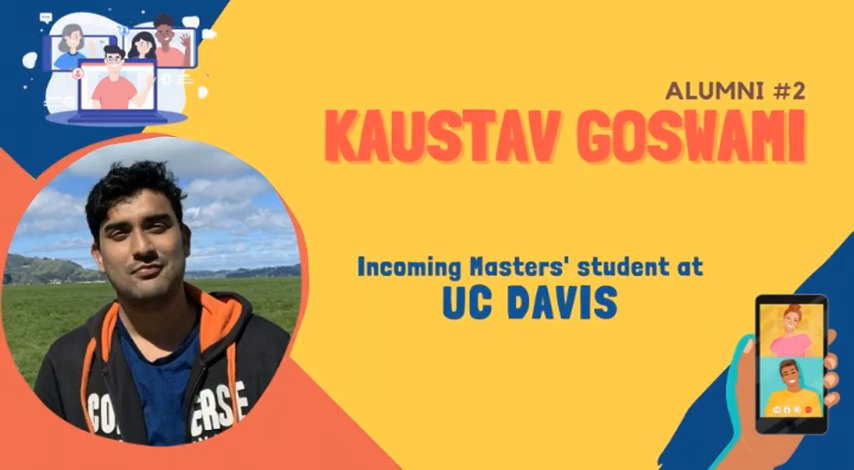 ALUMNI #2
KAUSTAV GOSWAMI
Incoming Masters' student at
UC DAVIS